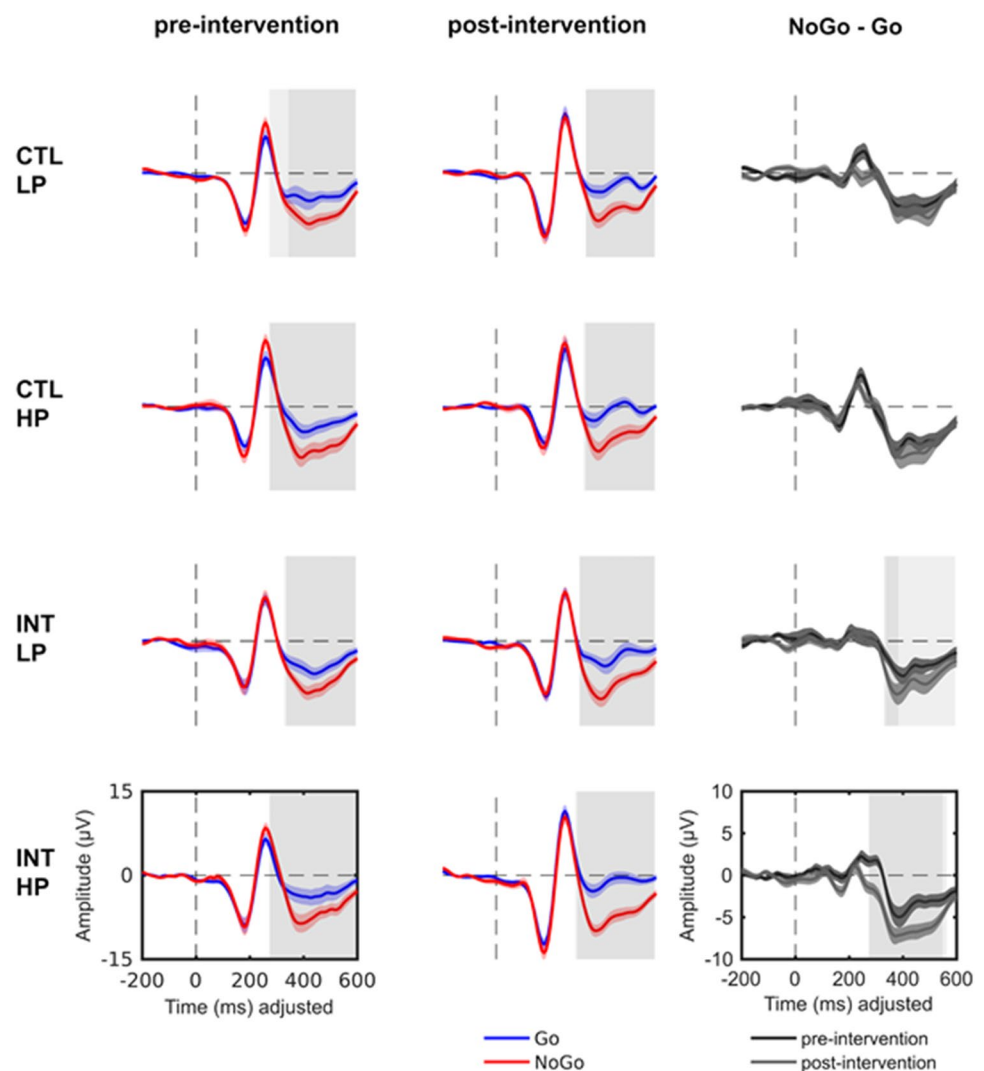 pre-intervention post-intervention NoGo - Go
CTL
LP
CTL
HP
INT
LP
INT
HP
15
0
-15
Amplitude (µV)
-200 0 200 400 600
Time (ms) adjusted
10
5
0
-5
-10
Amplitude (µV)
-200 0 200 400 600
Time (ms) adjusted
Go
NoGo
pre-intervention
post-intervention